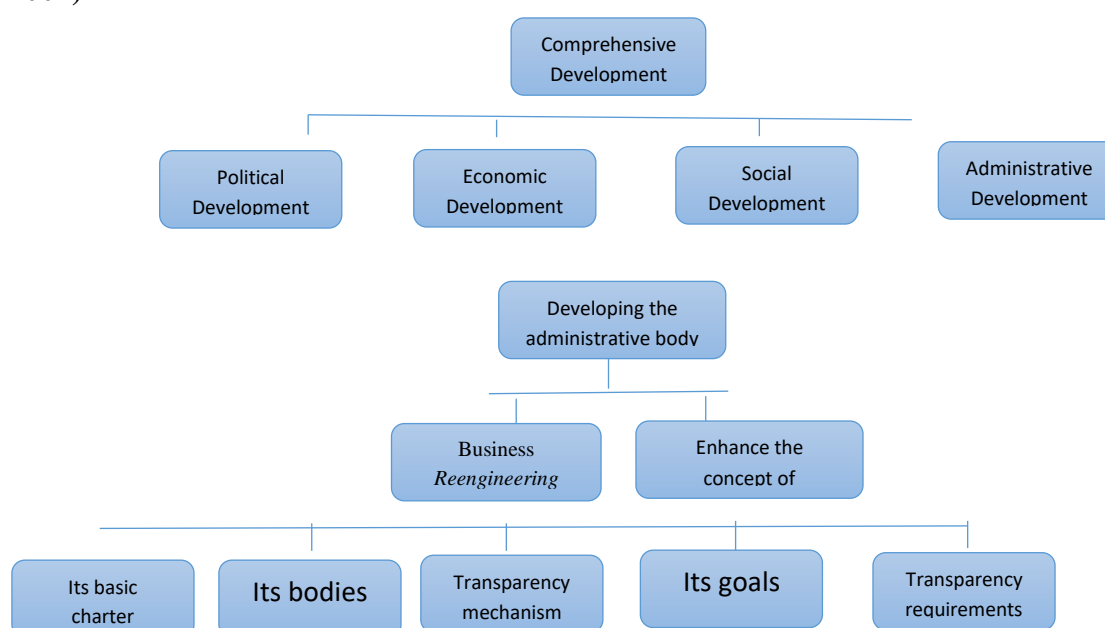 Comprehensive
Development
Political
Development
Economic
Development
Social
Development
Administrative
Development
Developing the
administrative body
Business
Reengineering
Enhance the
concept of
Its basic
charter
Its bodies
Transparency
mechanism
Its goals
Transparency
requirements